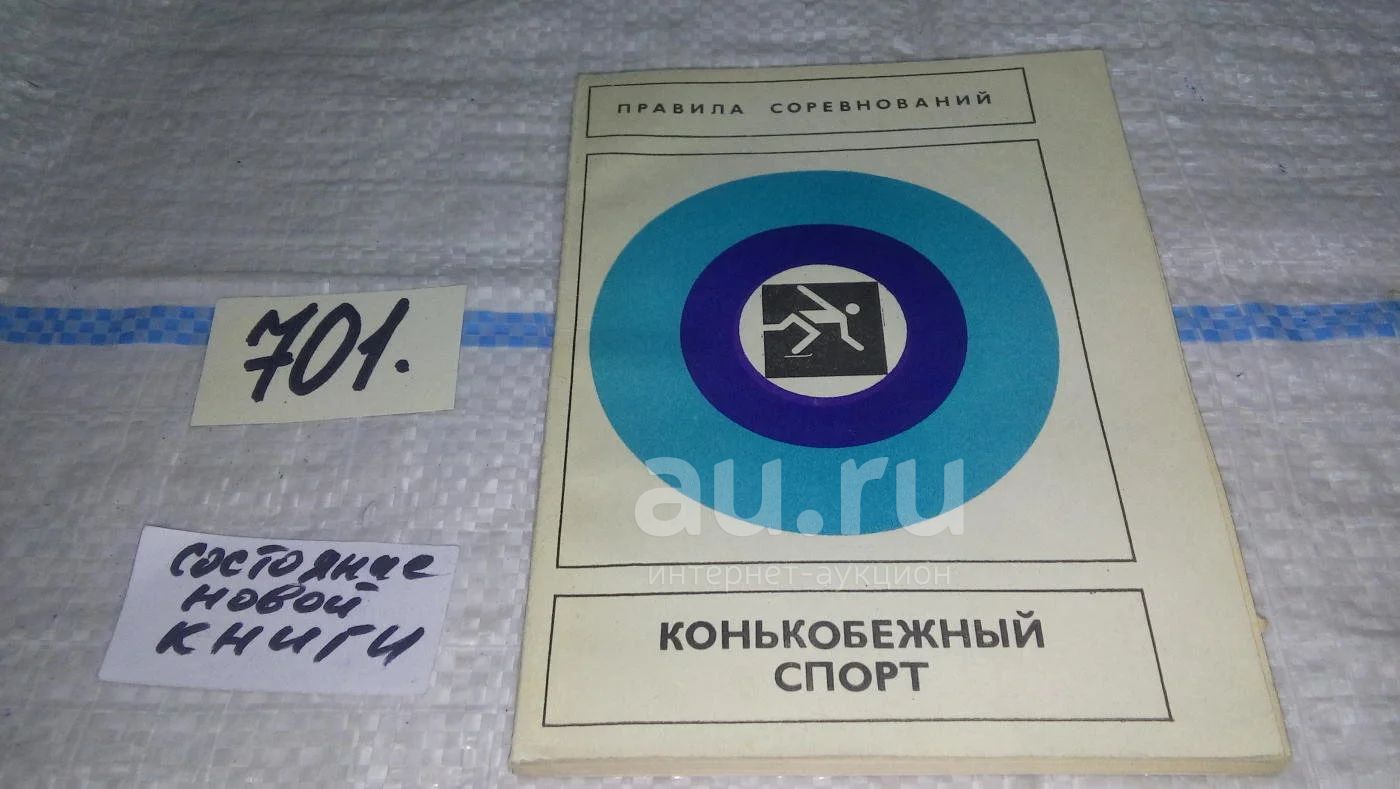 ПРАВИЛА СОРЕВНОВАНИЙ
701.
au.ru
интернет-аукцион
состояние
новой
книги
КОНЬКОБЕЖНЫЙ
СПОРТ